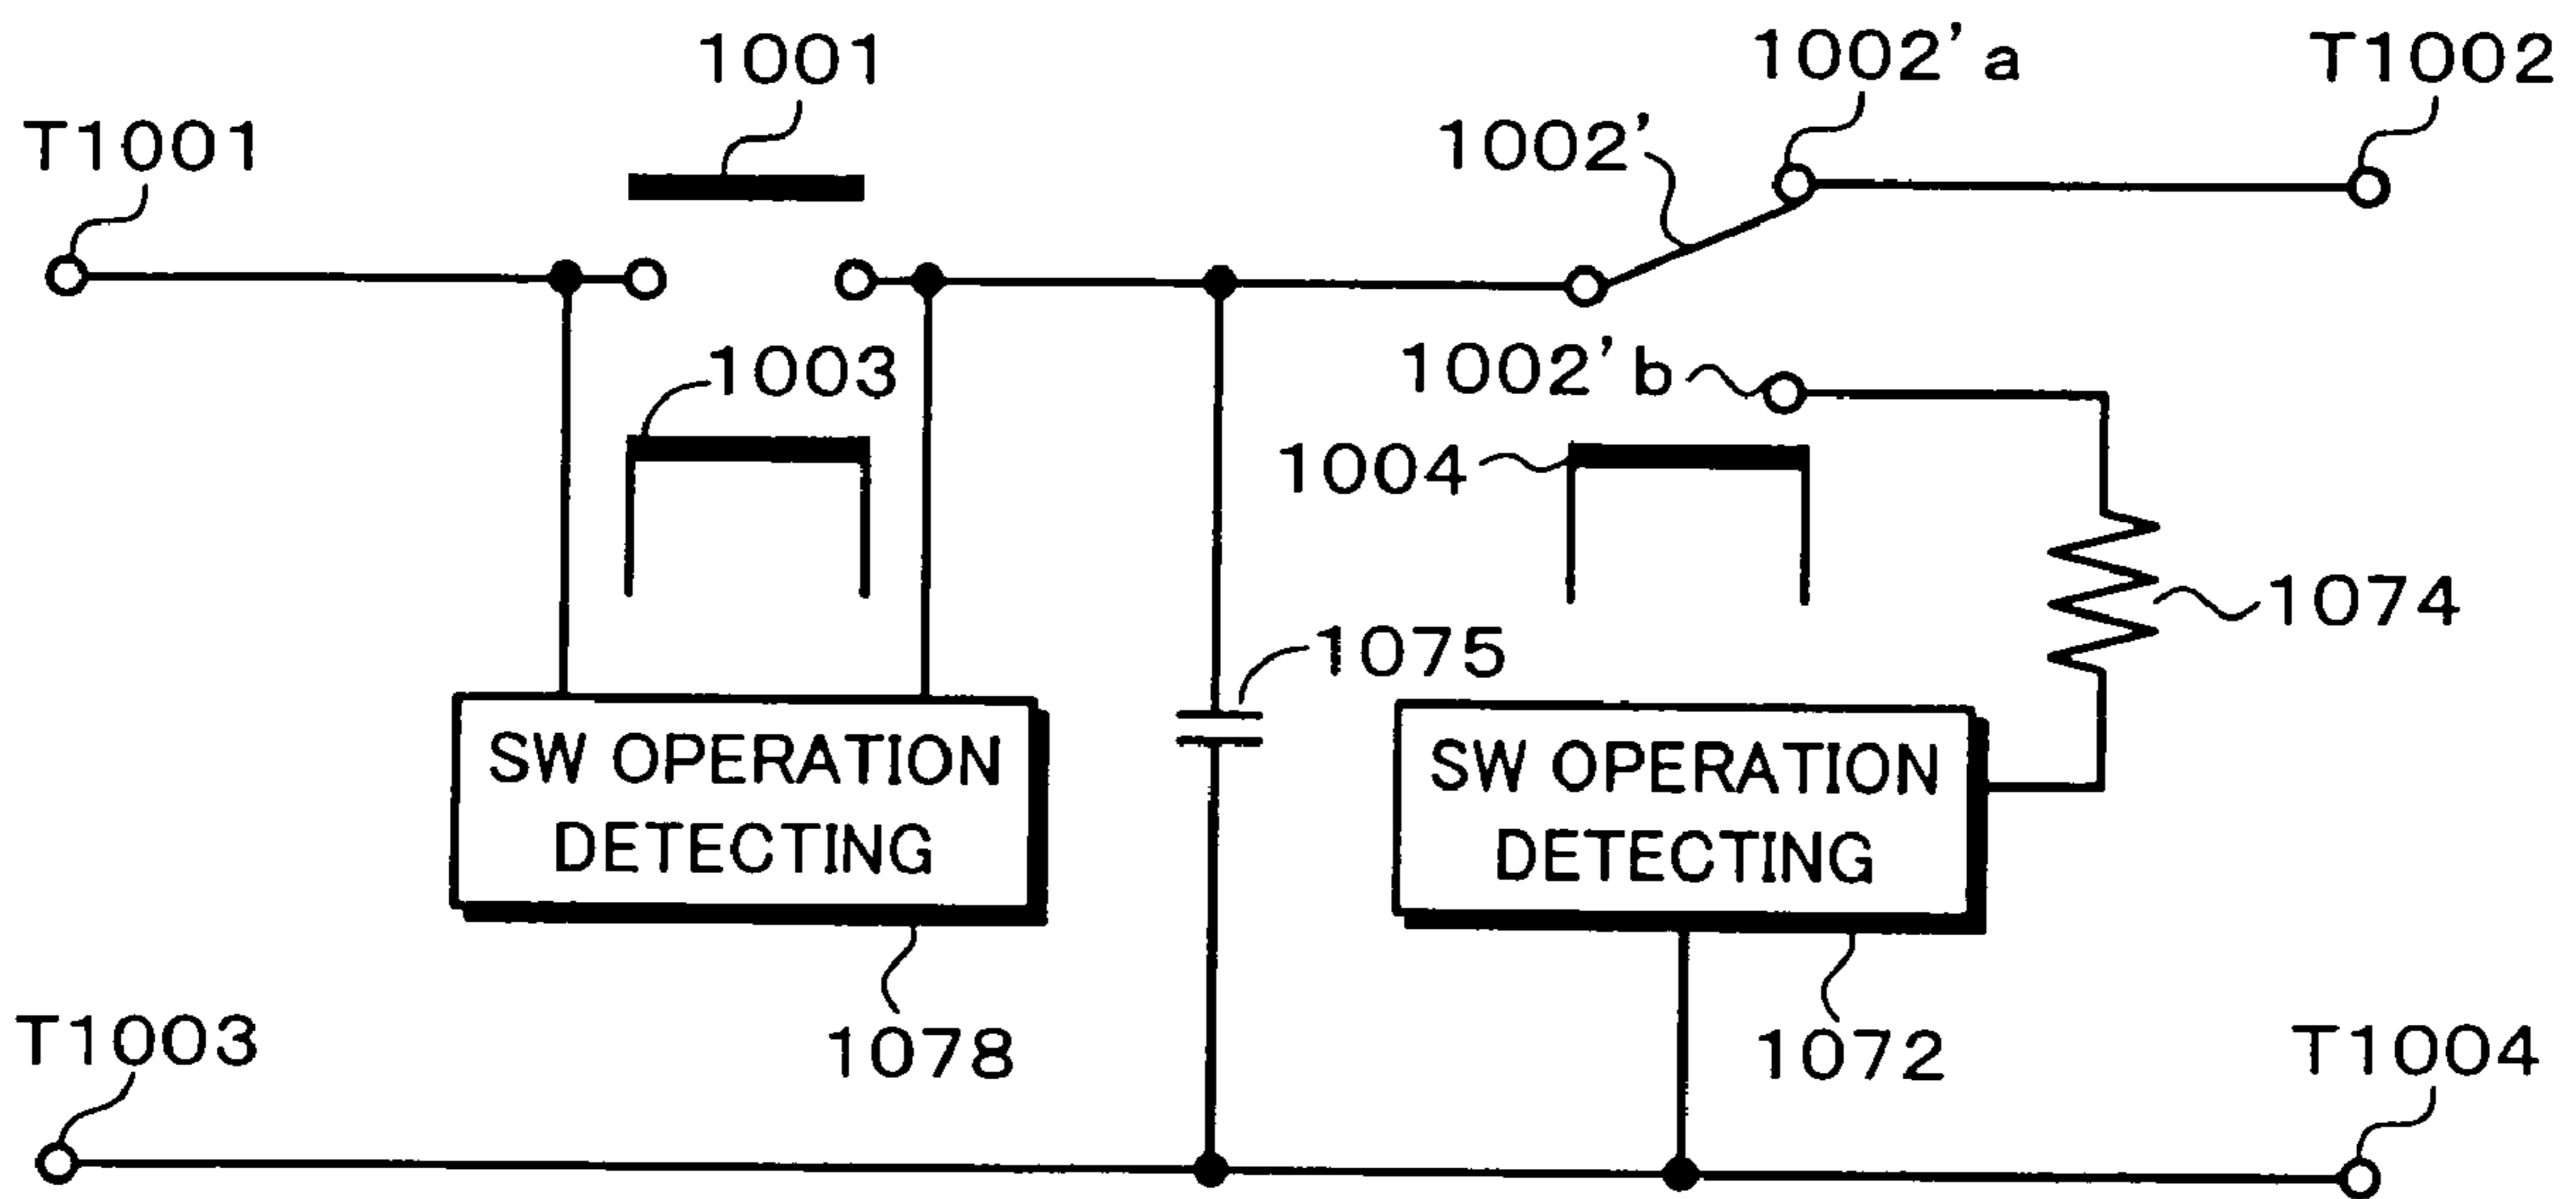 1001
1002'a
T1002
T1001
1002'
1003
1002'b
1004
1074
1075
SW OPERATION
DETECTING
SW OPERATION
DETECTING
T1003
1078
1072
T1004